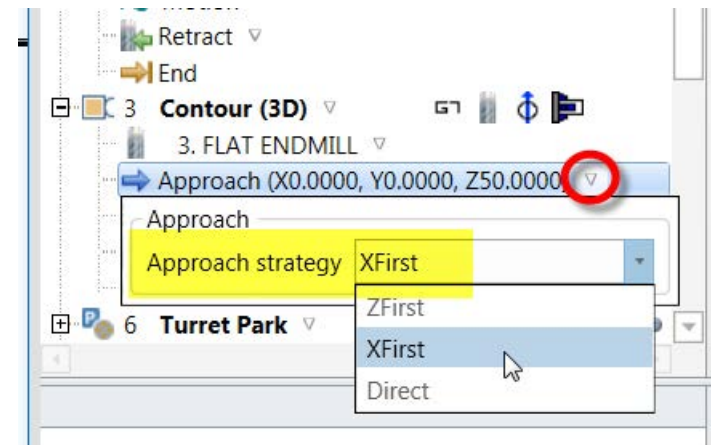 Retract
End
3 Contour (3D) G7
3. FLAT ENDMILL
Approach (X0.0000, Y0.0000, Z50.0000)
Approach
Approach strategy XFirst
ZFirst
6 Turret Park
XFirst
Direct